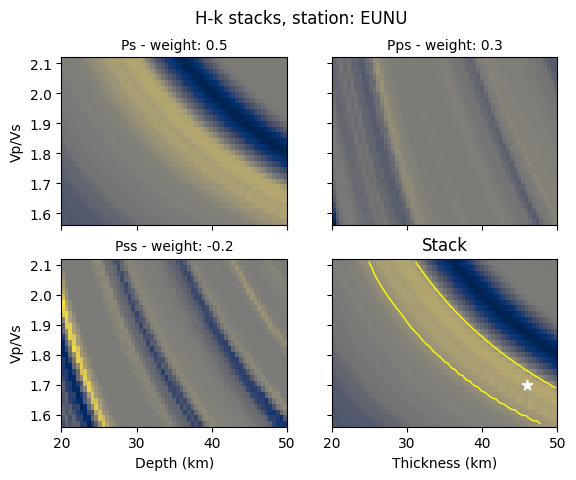 H-k stacks, station: EUNU
Ps - weight: 0.5
Pps - weight: 0.3
Vp/Vs
2.1
2.0
1.9
1.8
1.7
1.6
Pss - weight: -0.2
Stack
Vp/Vs
2.1
2.0
1.9
1.8
1.7
1.6
20 30 40 50
20 30 40 50
Depth (km)
Thickness (km)